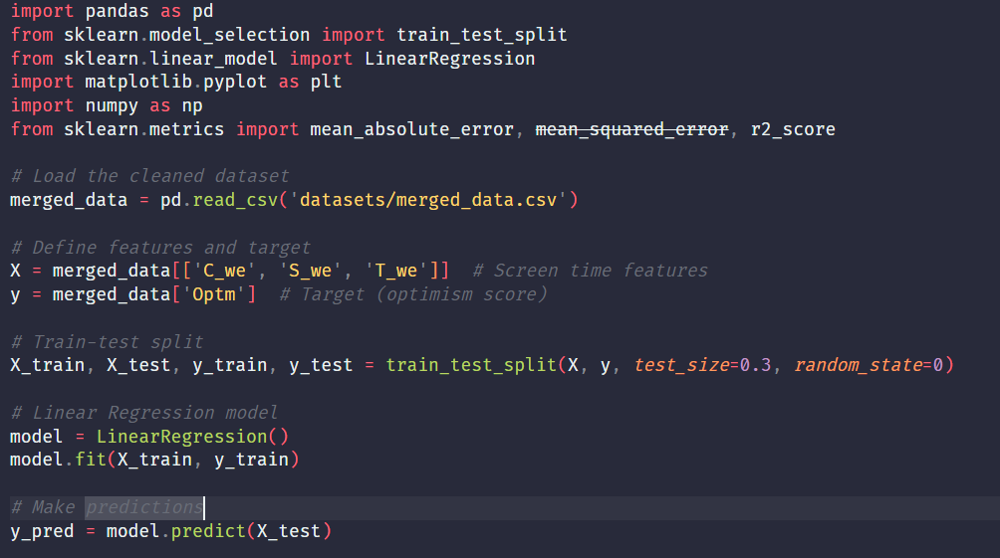 import pandas as pd
from sklearn.model_selection import train_test_split
from sklearn.linear_model import LinearRegression
import matplotlib.pyplot as plt
import numpy as np
from sklearn.metrics import mean_absolute_error, mean_squared_error, r2_score
# Load the cleaned dataset
merged_data = pd.read_csv('datasets/merged_data.csv')
# Define features and target
X = merged_data[['C_we', 'S_we', 'T_we']]  # Screen time features
y = merged_data['Optm']  # Target (optimism score)
# Train-test split
X_train, X_test, y_train, y_test = train_test_split(X, y, test_size=0.3, random_state=0)
# Linear Regression model
model = LinearRegression()
model.fit(X_train, y_train)
# Make predictions
y_pred = model.predict(X_test)